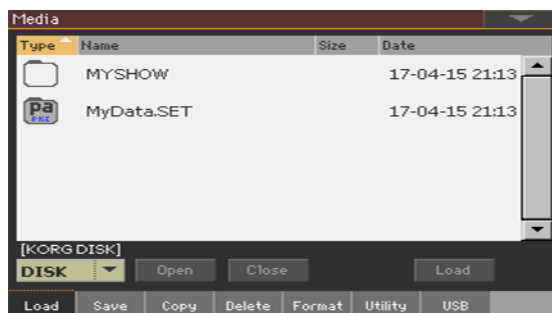 Media
Type Name Size Date
MYSHOW 17-04-15 21:13
Pa PKG MyData.SET 17-04-15 21:13
[KORG DISK]
DISK Open Close Load
Load Save Copy Delete Format Utility USB